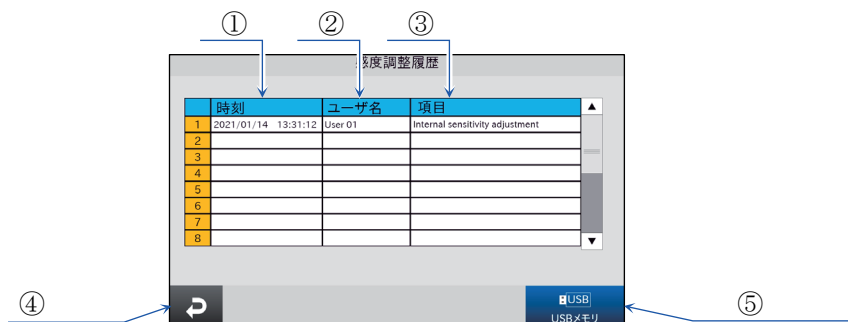 ① ② ③
感度調整履歴
時刻 ユーザ名 項目
1 2021/01/14 13:31:12 User 01 Internal sensitivity adjustment
2
3
4
5
6
7
8
④ USB ⑤
USBメモリ